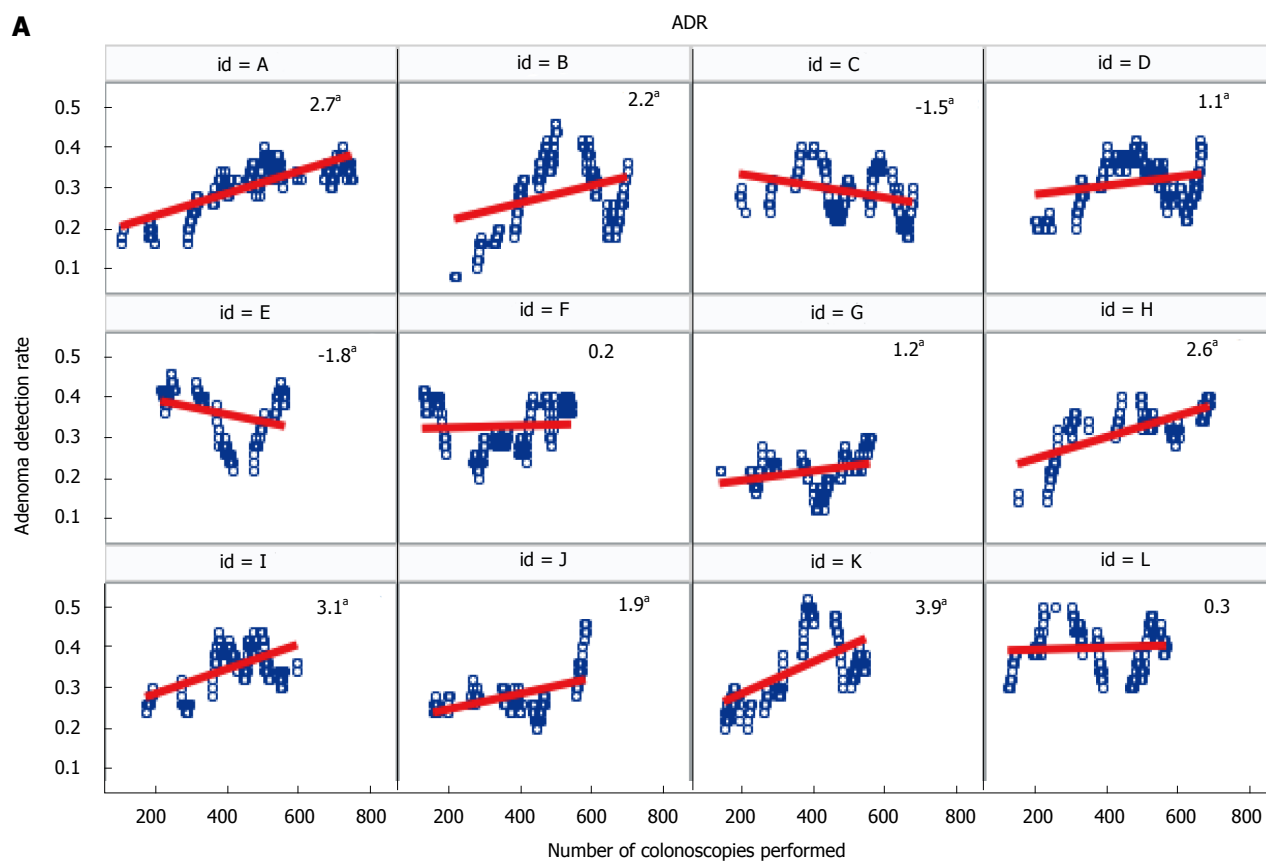 A
ADR
id = A
id = B
id = C
id = D
2.7ᵃ
2.2ᵃ
-1.5ᵃ
1.1ᵃ
0.5
0.4
0.3
0.2
0.1
id = E
id = F
id = G
id = H
-1.8ᵃ
0.2
1.2ᵃ
2.6ᵃ
0.5
0.4
0.3
0.2
0.1
Adenoma detection rate
id = I
id = J
id = K
id = L
3.1ᵃ
1.9ᵃ
3.9ᵃ
0.3
0.5
0.4
0.3
0.2
0.1
200 400 600 800 200 400 600 800 200 400 600 800 200 400 600 800
Number of colonoscopies performed